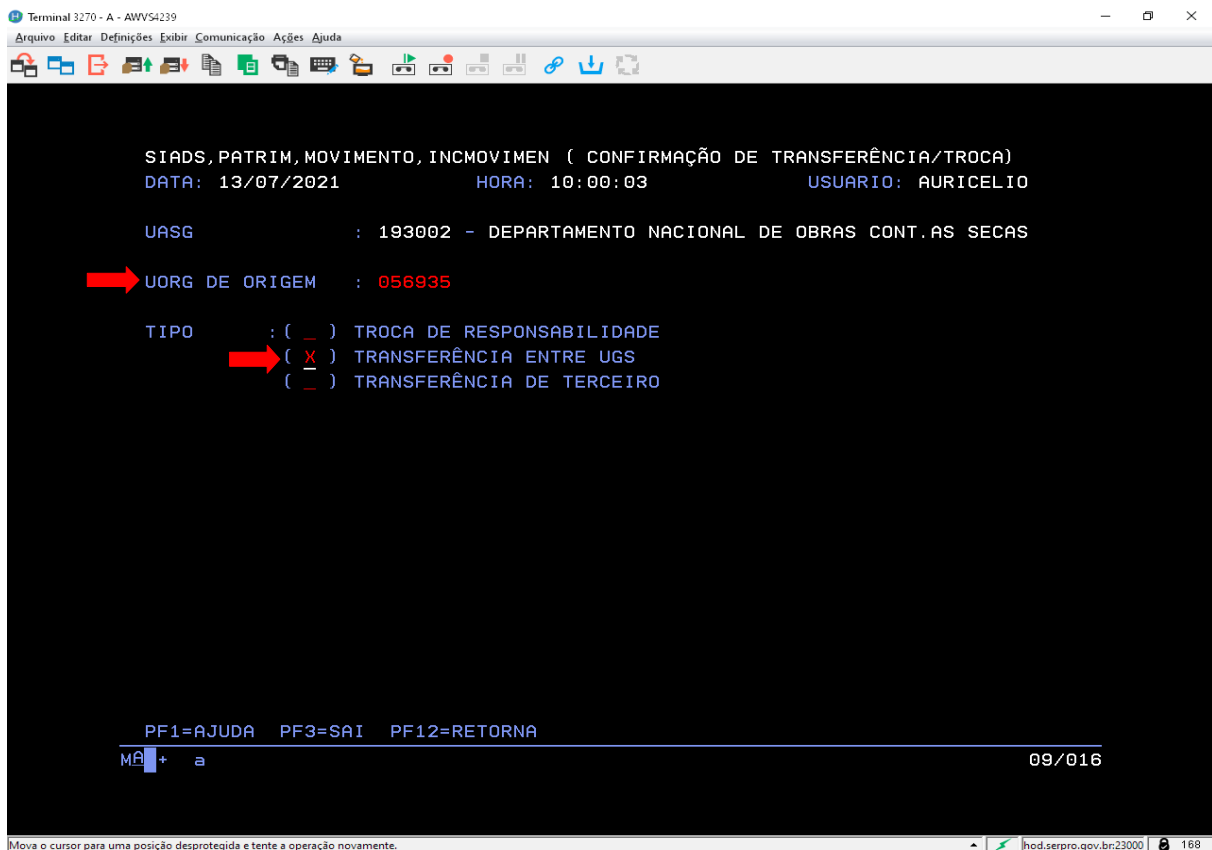 Terminal 3270 - A - AWVS4239
Arquivo Editar Definições Exibir Comunicação Ações Ajuda
SIADS,PATRIM,MOVIMENTO,INCMOVIMEN ( CONFIRMAÇÃO DE TRANSFERÊNCIA/TROCA)
DATA: 13/07/2021 HORA: 10:00:03 USUARIO: AURICELIO
UASG : 193002 - DEPARTAMENTO NACIONAL DE OBRAS CONT.AS SECAS
UORG DE ORIGEM : 056935
TIPO :( _ ) TROCA DE RESPONSABILIDADE
( X ) TRANSFERÊNCIA ENTRE UGS
( _ ) TRANSFERÊNCIA DE TERCEIRO
PF1=AJUDA PF3=SAI PF12=RETORNA
MA + a 09/016
Mova o cursor para uma posição desprotegida e tente a operação novamente. hod.serpro.gov.br:23000 168